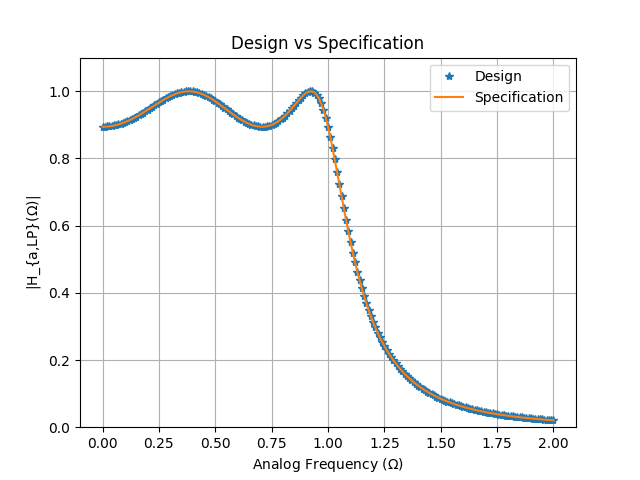 Design vs Specification
Design
Specification
|H_{a,LP}(Ω)|
1.0
0.8
0.6
0.4
0.2
0.0
0.00 0.25 0.50 0.75 1.00 1.25 1.50 1.75 2.00
Analog Frequency (Ω)